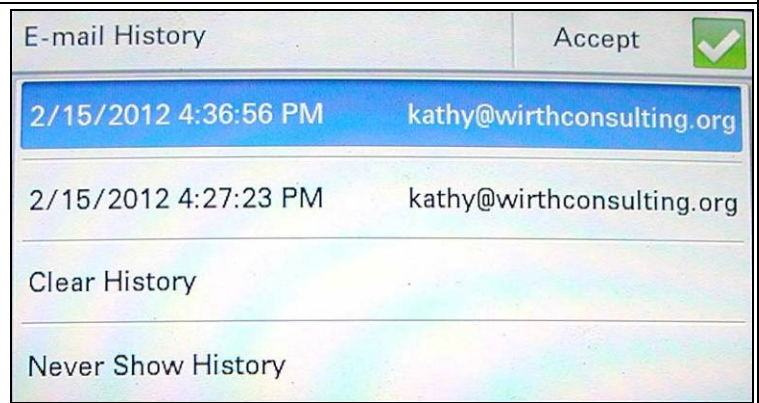 E-mail History Accept
2/15/2012 4:36:56 PM kathy@wirthconsulting.org
2/15/2012 4:27:23 PM kathy@wirthconsulting.org
Clear History
Never Show History